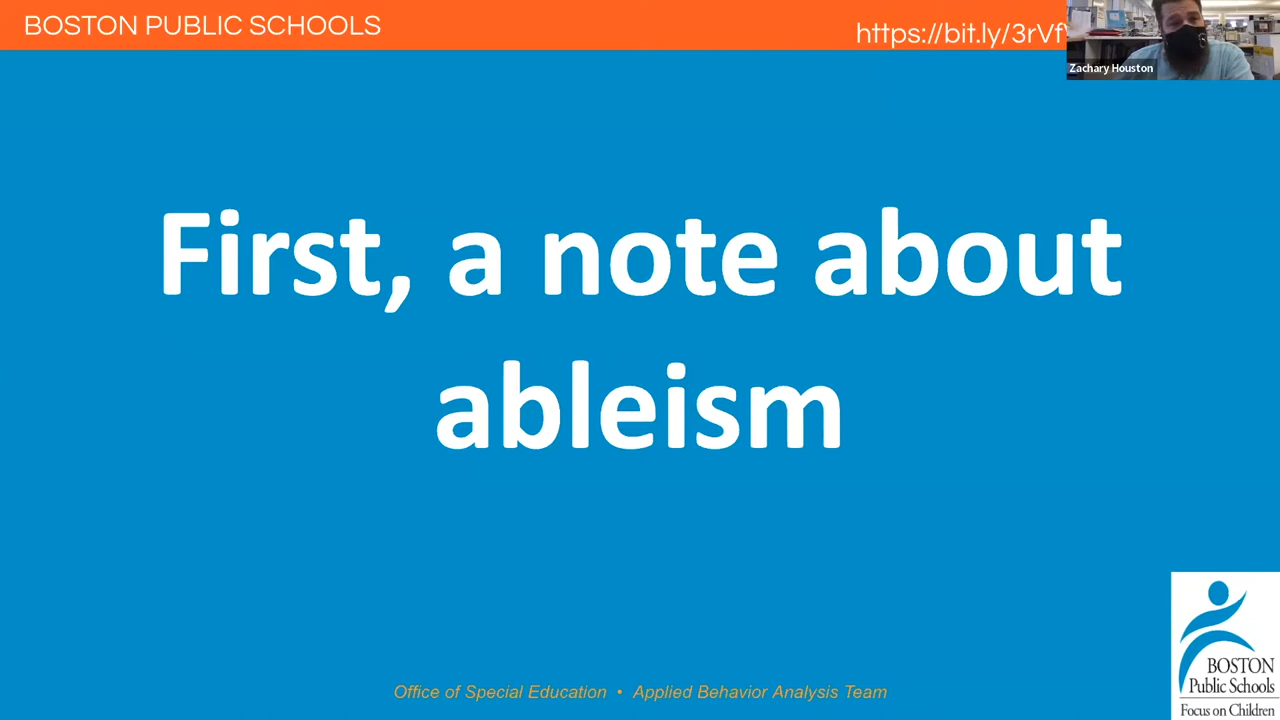 BOSTON PUBLIC SCHOOLS
https://bit.ly/3rVf
Zachary Houston
First, a note about
ableism
Office of Special Education • Applied Behavior Analysis Team
BOSTON
Public Schools
Focus on Children